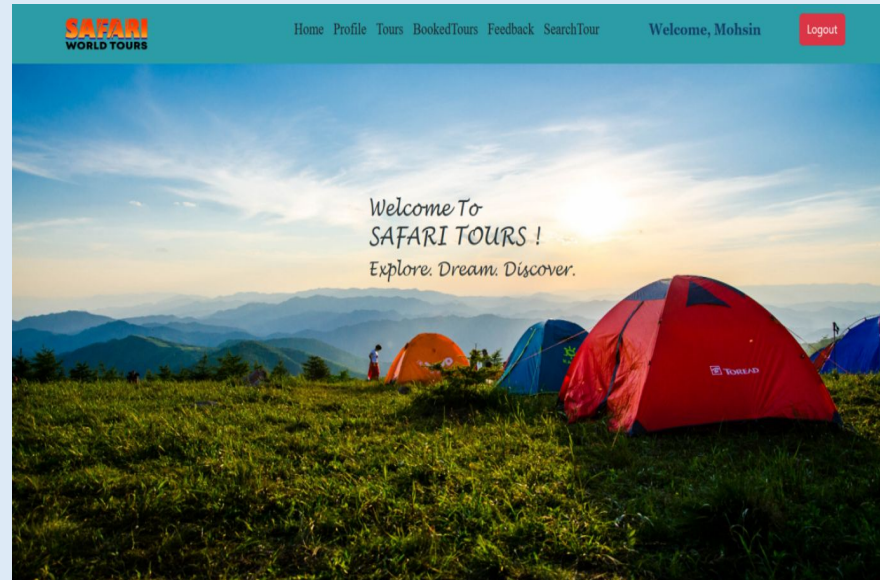 SAFARI
WORLD TOURS
Home Profile Tours BookedTours Feedback SearchTour
Welcome, Mohsin
Logout
Welcome To
SAFARI TOURS !
Explore. Dream. Discover.
TOREAD